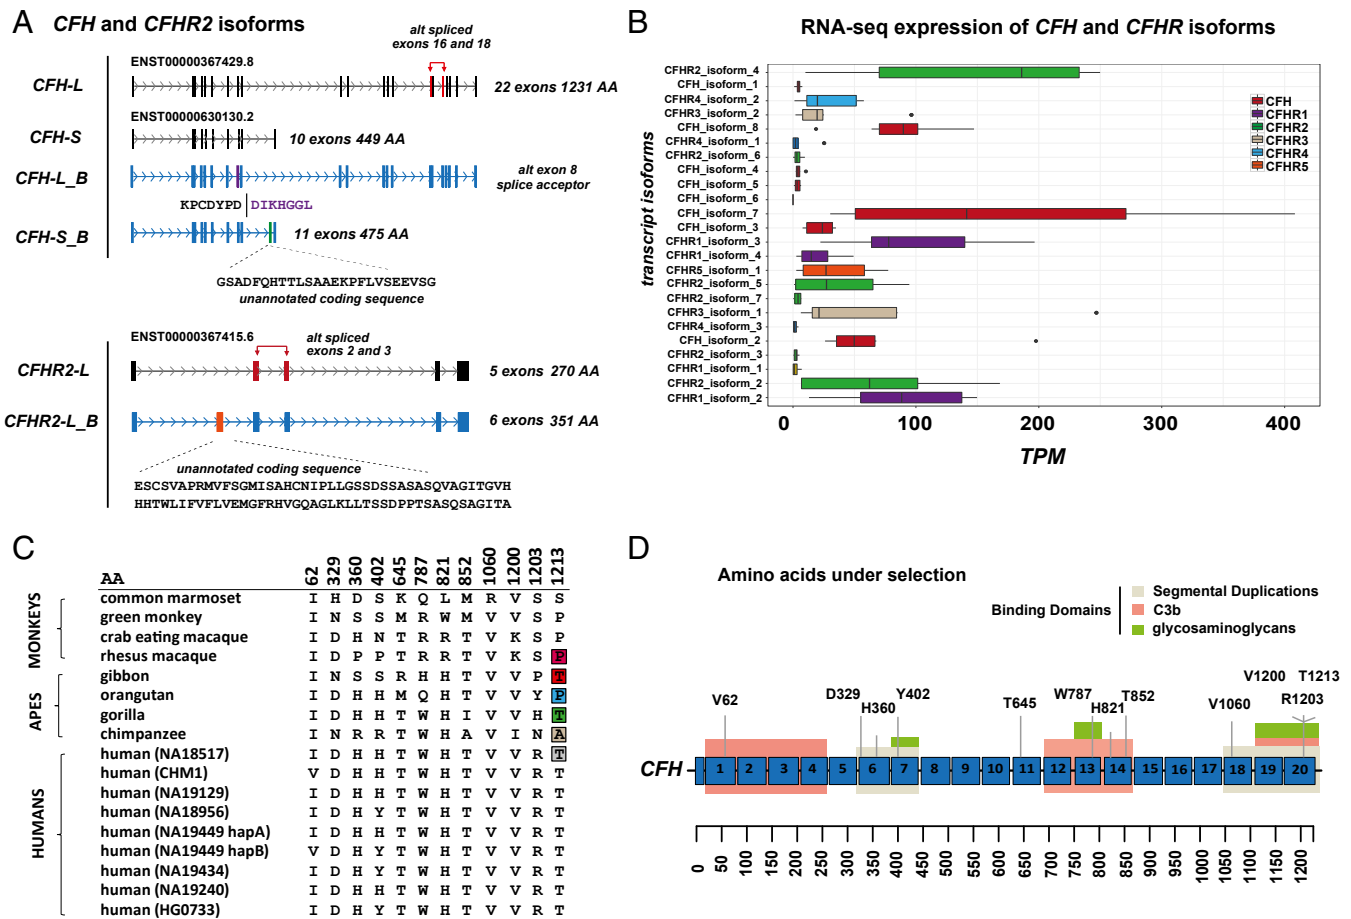 A CFH and CFHR2 isoforms
alt spliced
exons 16 and 18
ENST00000367429.8
CFH-L
22 exons 1231 AA
ENST00000630130.2
CFH-S
10 exons 449 AA
CFH-L_B
alt exon 8
splice acceptor
KPCDYPD DIKHGGL
CFH-S_B
11 exons 475 AA
GSADFQHTTLSAAEKPFLVSEEVSG
unannotated coding sequence
ENST00000367415.6
alt spliced
exons 2 and 3
CFHR2-L
5 exons 270 AA
CFHR2-L_B
6 exons 351 AA
unannotated coding sequence
ESCSVAPRMVFSGMISAHCNIPLLGSSDSSASASQVAGITGVH
HHTWLIFVFLVEMGFRHVGQAGLKLLTSSDPPTSASQSAGITA
B RNA-seq expression of CFH and CFHR isoforms
transcript isoforms
CFHR2_isoform_4
CFH_isoform_1
CFHR4_isoform_2
CFHR3_isoform_2
CFH_isoform_8
CFHR4_isoform_1
CFHR2_isoform_6
CFH_isoform_4
CFH_isoform_5
CFH_isoform_6
CFH_isoform_7
CFH_isoform_3
CFHR1_isoform_3
CFHR1_isoform_4
CFHR5_isoform_1
CFHR2_isoform_5
CFHR2_isoform_7
CFHR3_isoform_1
CFHR4_isoform_3
CFH_isoform_2
CFHR2_isoform_3
CFHR1_isoform_1
CFHR2_isoform_2
CFHR1_isoform_2
CFH
CFHR1
CFHR2
CFHR3
CFHR4
CFHR5
0 100 200 300 400
TPM
C
AA 62 329 360 402 645 787 821 852 1060 1200 1203 1213
MONKEYS
common marmoset I H D S K Q L M R V S S
green monkey I N S S M R W M V V S P
crab eating macaque I D H N T R R T V K S P
rhesus macaque I D P P T R R T V K S P
APES
gibbon I N S S R H H T V V P T
orangutan I D H H M Q H T V V Y P
gorilla I D H H T W H I V V H T
chimpanzee I N R R T W H A V I N A
HUMANS
human (NA18517) I D H H T W H T V V R T
human (CHM1) V D H H T W H T V V R T
human (NA19129) I D H H T W H T V V R T
human (NA18956) I D H Y T W H T V V R T
human (NA19449 hapA) I D H H T W H T V V R T
human (NA19449 hapB) V D H Y T W H T V V R T
human (NA19434) I D H Y T W H T V V R T
human (NA19240) I D H H T W H T V V R T
human (HG0733) I D H Y T W H T V V R T
D
Amino acids under selection
Binding Domains
Segmental Duplications
C3b
glycosaminoglycans
V62
D329
H360
Y402
T645
W787
H821
T852
V1060
V1200
T1213
R1203
CFH 1 2 3 4 5 6 7 8 9 10 11 12 13 14 15 16 17 18 19 20
0 50 100 150 200 250 300 350 400 450 500 550 600 650 700 750 800 850 900 950 1000 1050 1100 1150 1200